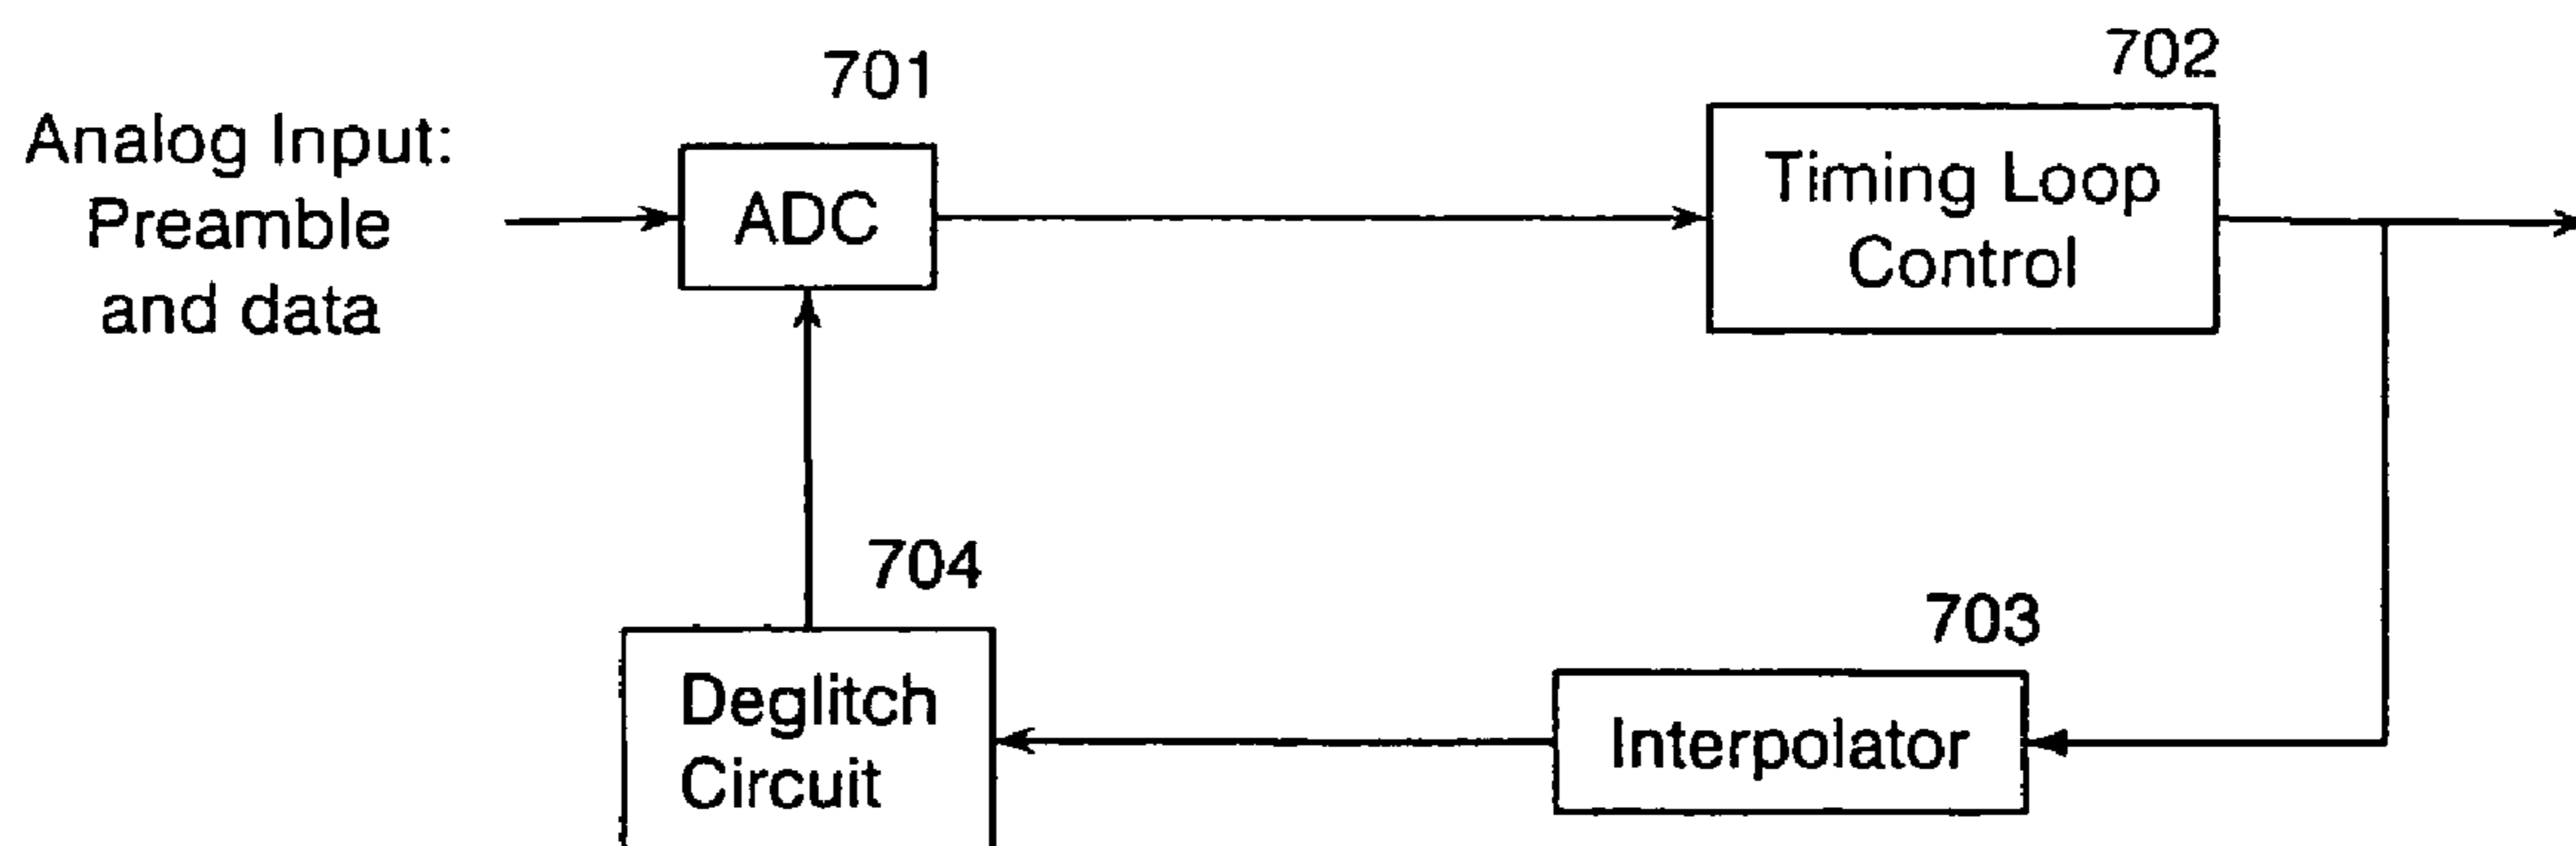 Analog Input:
Preamble
and data
701
ADC
702
Timing Loop
Control
704
Deglitch
Circuit
703
Interpolator